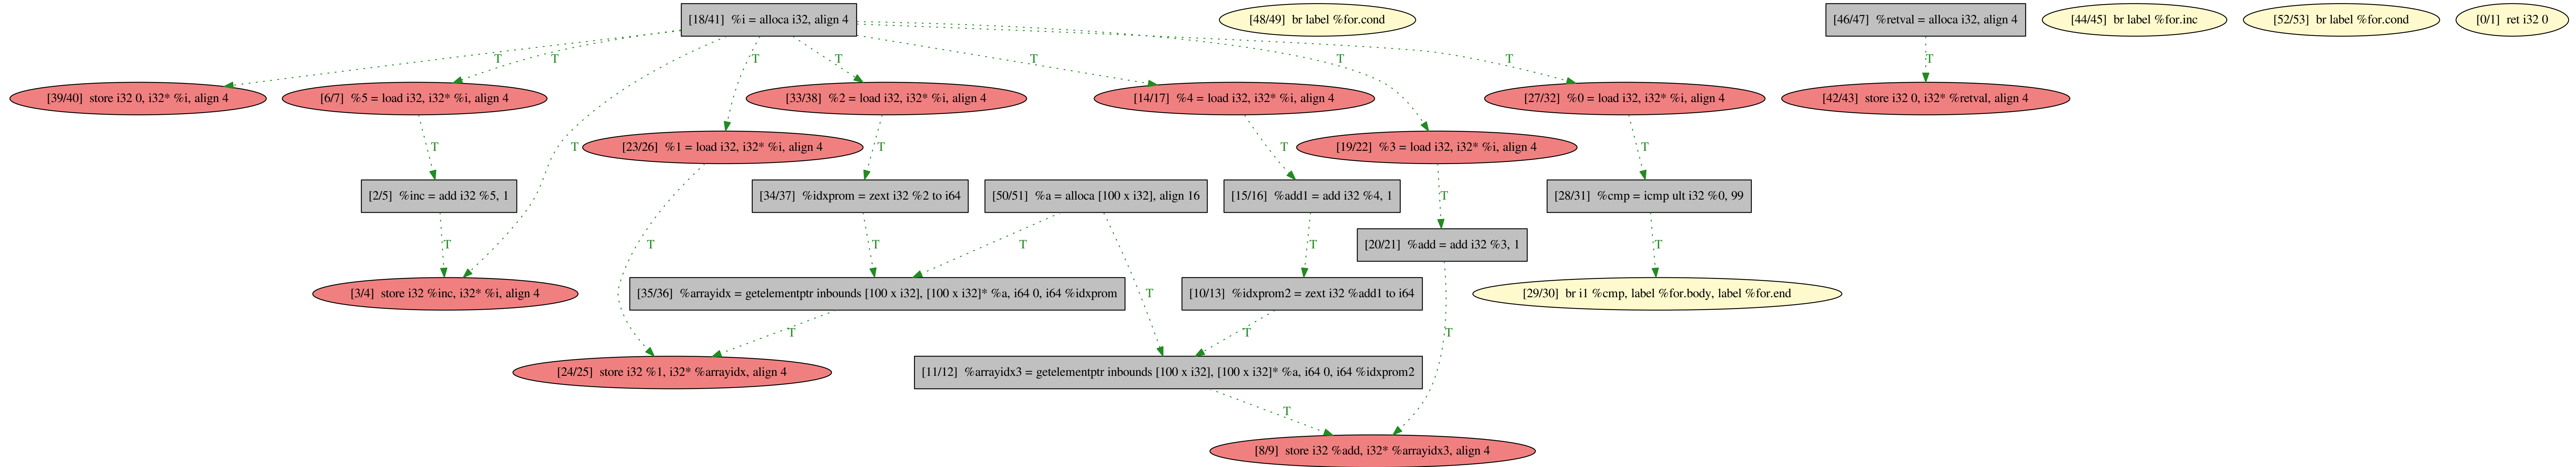 [18/41]  %i = alloca i32, align 4
[48/49]  br label %for.cond
[46/47]  %retval = alloca i32, align 4
[44/45]  br label %for.inc
[52/53]  br label %for.cond
[0/1]  ret i32 0
T
T
T
T
T
T
T
T
[39/40]  store i32 0, i32* %i, align 4
[6/7]  %5 = load i32, i32* %i, align 4
[33/38]  %2 = load i32, i32* %i, align 4
[14/17]  %4 = load i32, i32* %i, align 4
[27/32]  %0 = load i32, i32* %i, align 4
[42/43]  store i32 0, i32* %retval, align 4
T
T
T
T
T
[23/26]  %1 = load i32, i32* %i, align 4
[19/22]  %3 = load i32, i32* %i, align 4
[2/5]  %inc = add i32 %5, 1
[34/37]  %idxprom = zext i32 %2 to i64
[50/51]  %a = alloca [100 x i32], align 16
[15/16]  %add1 = add i32 %4, 1
T
[28/31]  %cmp = icmp ult i32 %0, 99
T
T
T
T
T
[20/21]  %add = add i32 %3, 1
T
[3/4]  store i32 %inc, i32* %i, align 4
[35/36]  %arrayidx = getelementptr inbounds [100 x i32], [100 x i32]* %a, i64 0, i64 %idxprom
T
[10/13]  %idxprom2 = zext i32 %add1 to i64
[29/30]  br i1 %cmp, label %for.body, label %for.end
T
T
T
[24/25]  store i32 %1, i32* %arrayidx, align 4
[11/12]  %arrayidx3 = getelementptr inbounds [100 x i32], [100 x i32]* %a, i64 0, i64 %idxprom2
T
[8/9]  store i32 %add, i32* %arrayidx3, align 4